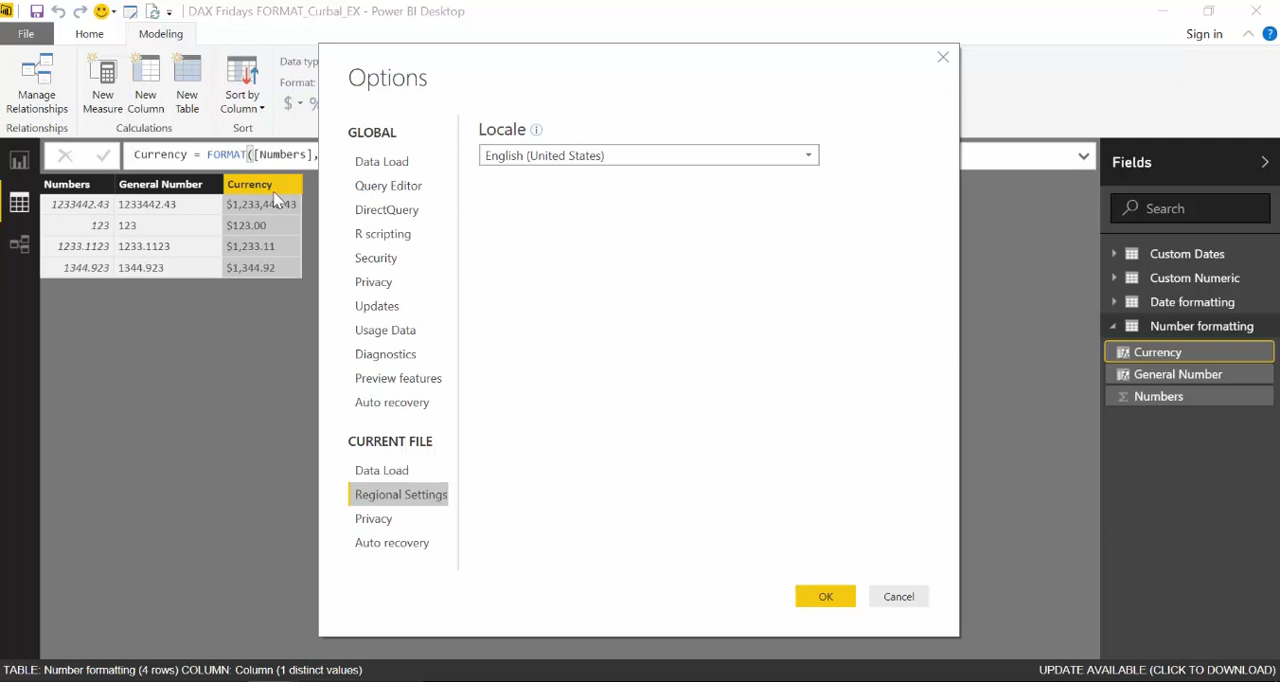 DAX Fridays FORMAT_Curbal_EX - Power BI Desktop
File Home Modeling Sign in
Manage Relationships
New Measure
New Column
New Table
Sort by Column
Data typ
Format:
$ %
Relationships Calculations Sort
Currency = FORMAT([Numbers],
Numbers General Number Currency
1233442.43 1233442.43
123 123 $123.00
1233.1123 1233.1123 $1,233.11
1344.923 1344.923 $1,344.92
Options
GLOBAL
Data Load
Query Editor
DirectQuery
R scripting
Security
Privacy
Updates
Usage Data
Diagnostics
Preview features
Auto recovery
CURRENT FILE
Data Load
Regional Settings
Privacy
Auto recovery
Locale
English (United States)
OK Cancel
Fields
Search
Custom Dates
Custom Numeric
Date formatting
Number formatting
Currency
General Number
Numbers
TABLE: Number formatting (4 rows) COLUMN: Column (1 distinct values)
UPDATE AVAILABLE (CLICK TO DOWNLOAD)